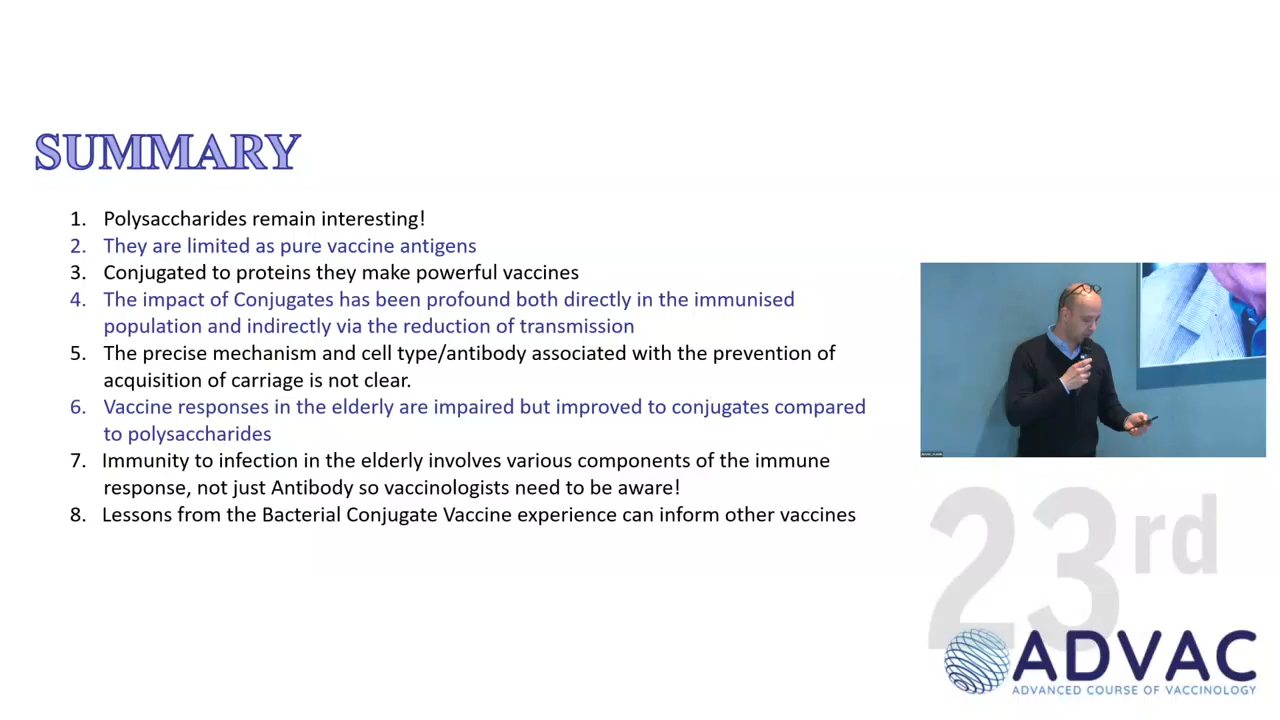 SUMMARY
1. Polysaccharides remain interesting!
2. They are limited as pure vaccine antigens
3. Conjugated to proteins they make powerful vaccines
4. The impact of Conjugates has been profound both directly in the immunised
population and indirectly via the reduction of transmission
5. The precise mechanism and cell type/antibody associated with the prevention of
acquisition of carriage is not clear.
6. Vaccine responses in the elderly are impaired but improved to conjugates compared
to polysaccharides
7. Immunity to infection in the elderly involves various components of the immune
response, not just Antibody so vaccinologists need to be aware!
8. Lessons from the Bacterial Conjugate Vaccine experience can inform other vaccines
23rd
ADVAC
ADVANCED COURSE OF VACCINOLOGY